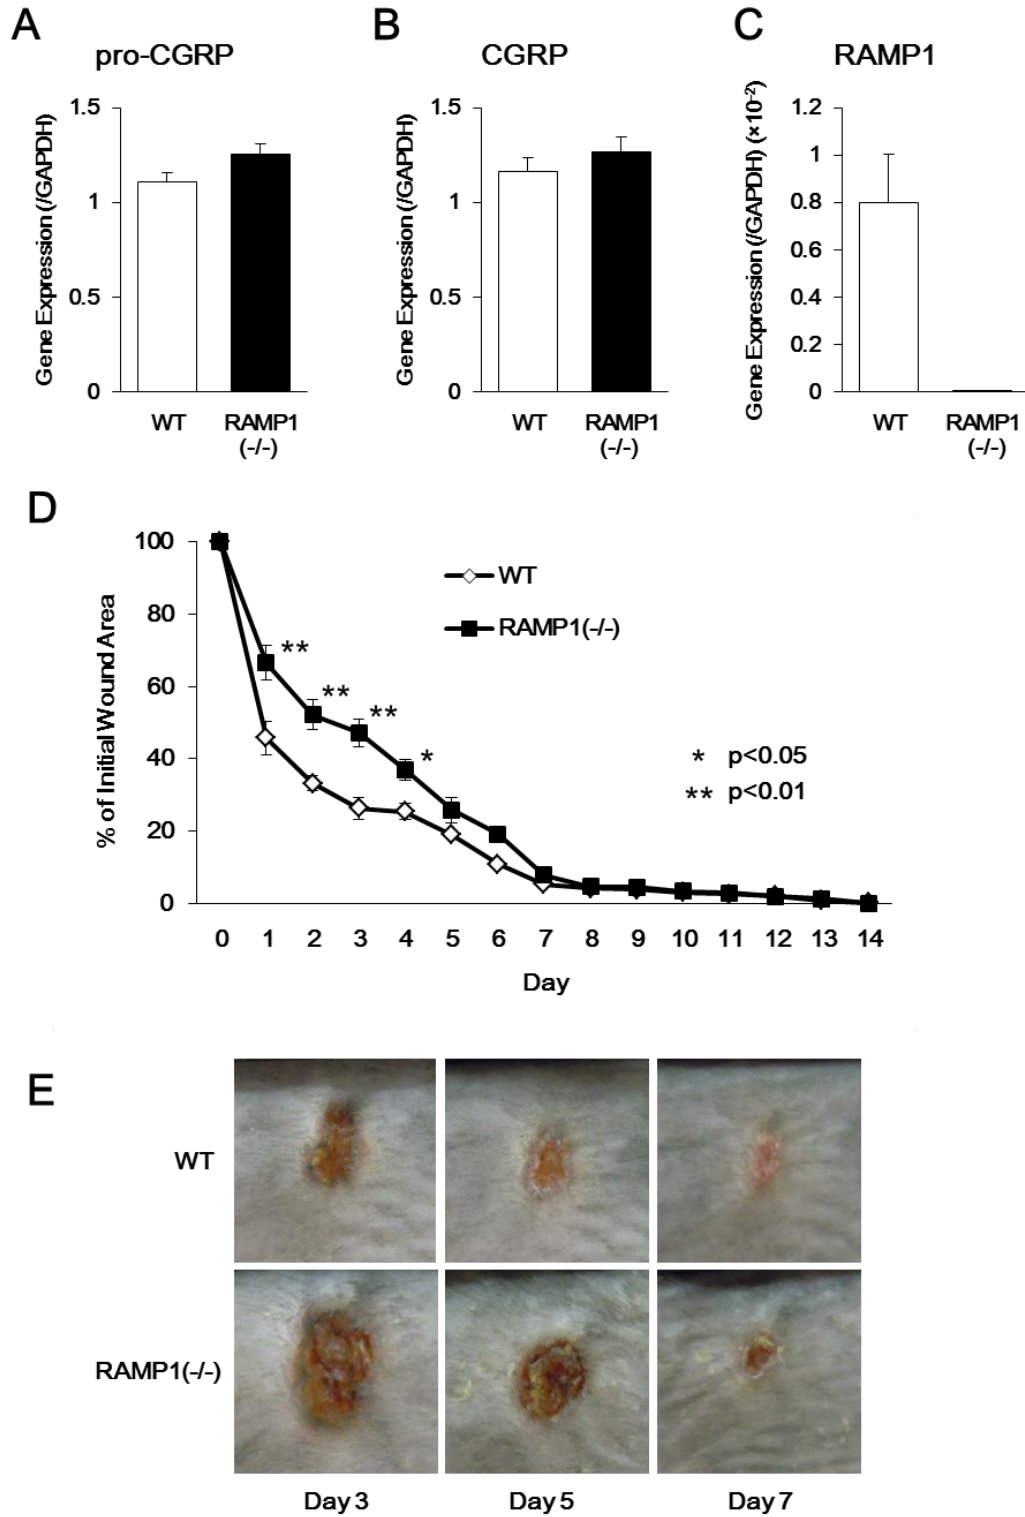 A
pro-CGRP
Gene Expression (/GAPDH)
1.5
1
0.5
0
WT
RAMP1
(-/-)
B
CGRP
Gene Expression (/GAPDH)
1.5
1
0.5
0
WT
RAMP1
(-/-)
C
RAMP1
Gene Expression (/GAPDH) (×10⁻²)
1.2
1
0.8
0.6
0.4
0.2
0
WT
RAMP1
(-/-)
D
% of Initial Wound Area
100
80
60
40
20
0
WT
RAMP1(-/-)
**
**
**
*
* p<0.05
** p<0.01
0 1 2 3 4 5 6 7 8 9 10 11 12 13 14
Day
E
WT
RAMP1(-/-)
Day 3 Day 5 Day 7